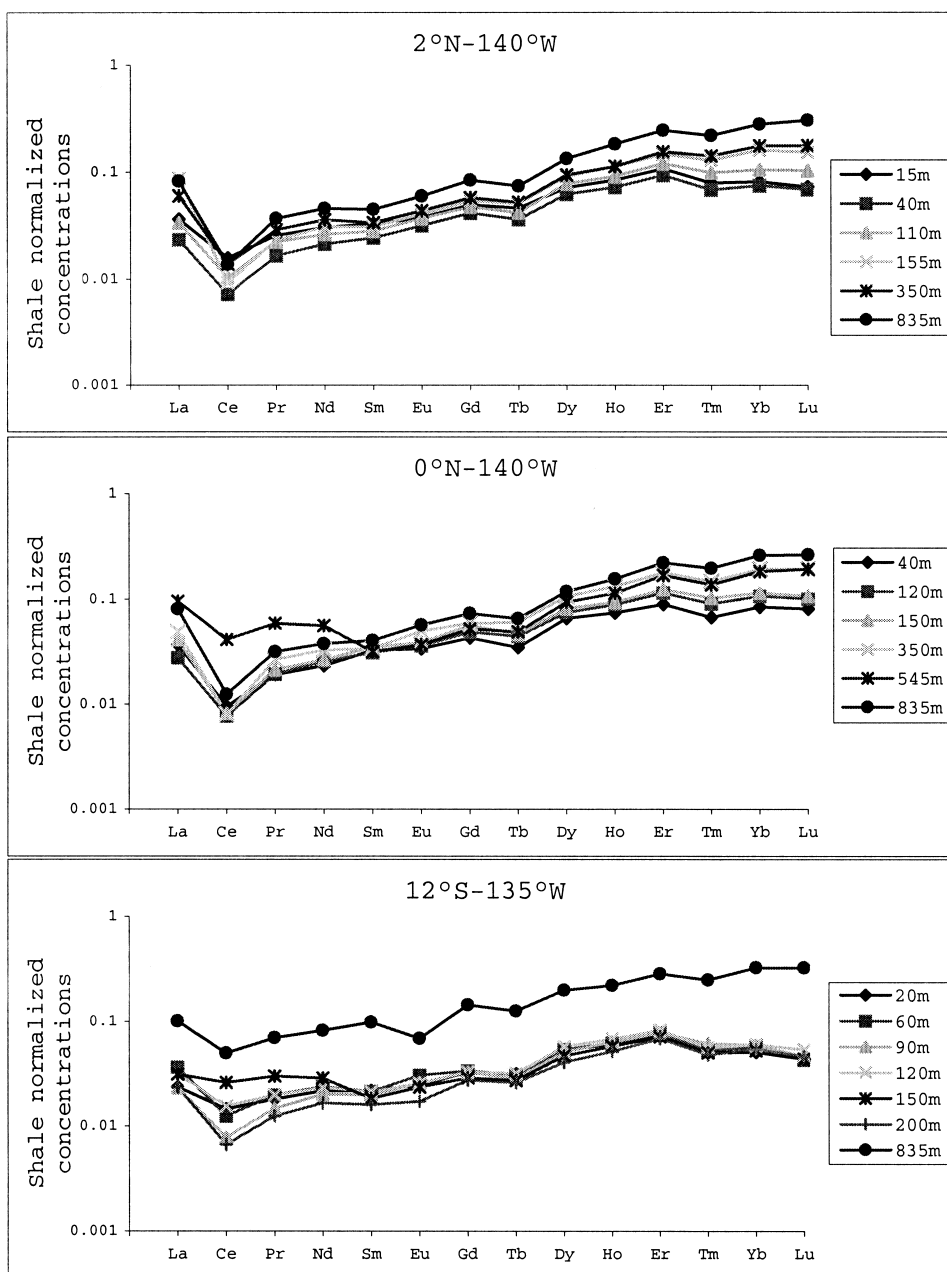 2°N-140°W
Shale normalized
concentrations
1
0.1
0.01
0.001
La Ce Pr Nd Sm Eu Gd Tb Dy Ho Er Tm Yb Lu
15m
40m
110m
155m
350m
835m
0°N-140°W
Shale normalized
concentrations
1
0.1
0.01
0.001
La Ce Pr Nd Sm Eu Gd Tb Dy Ho Er Tm Yb Lu
40m
120m
150m
350m
545m
835m
12°S-135°W
Shale normalized
concentrations
1
0.1
0.01
0.001
La Ce Pr Nd Sm Eu Gd Tb Dy Ho Er Tm Yb Lu
20m
60m
90m
120m
150m
200m
835m